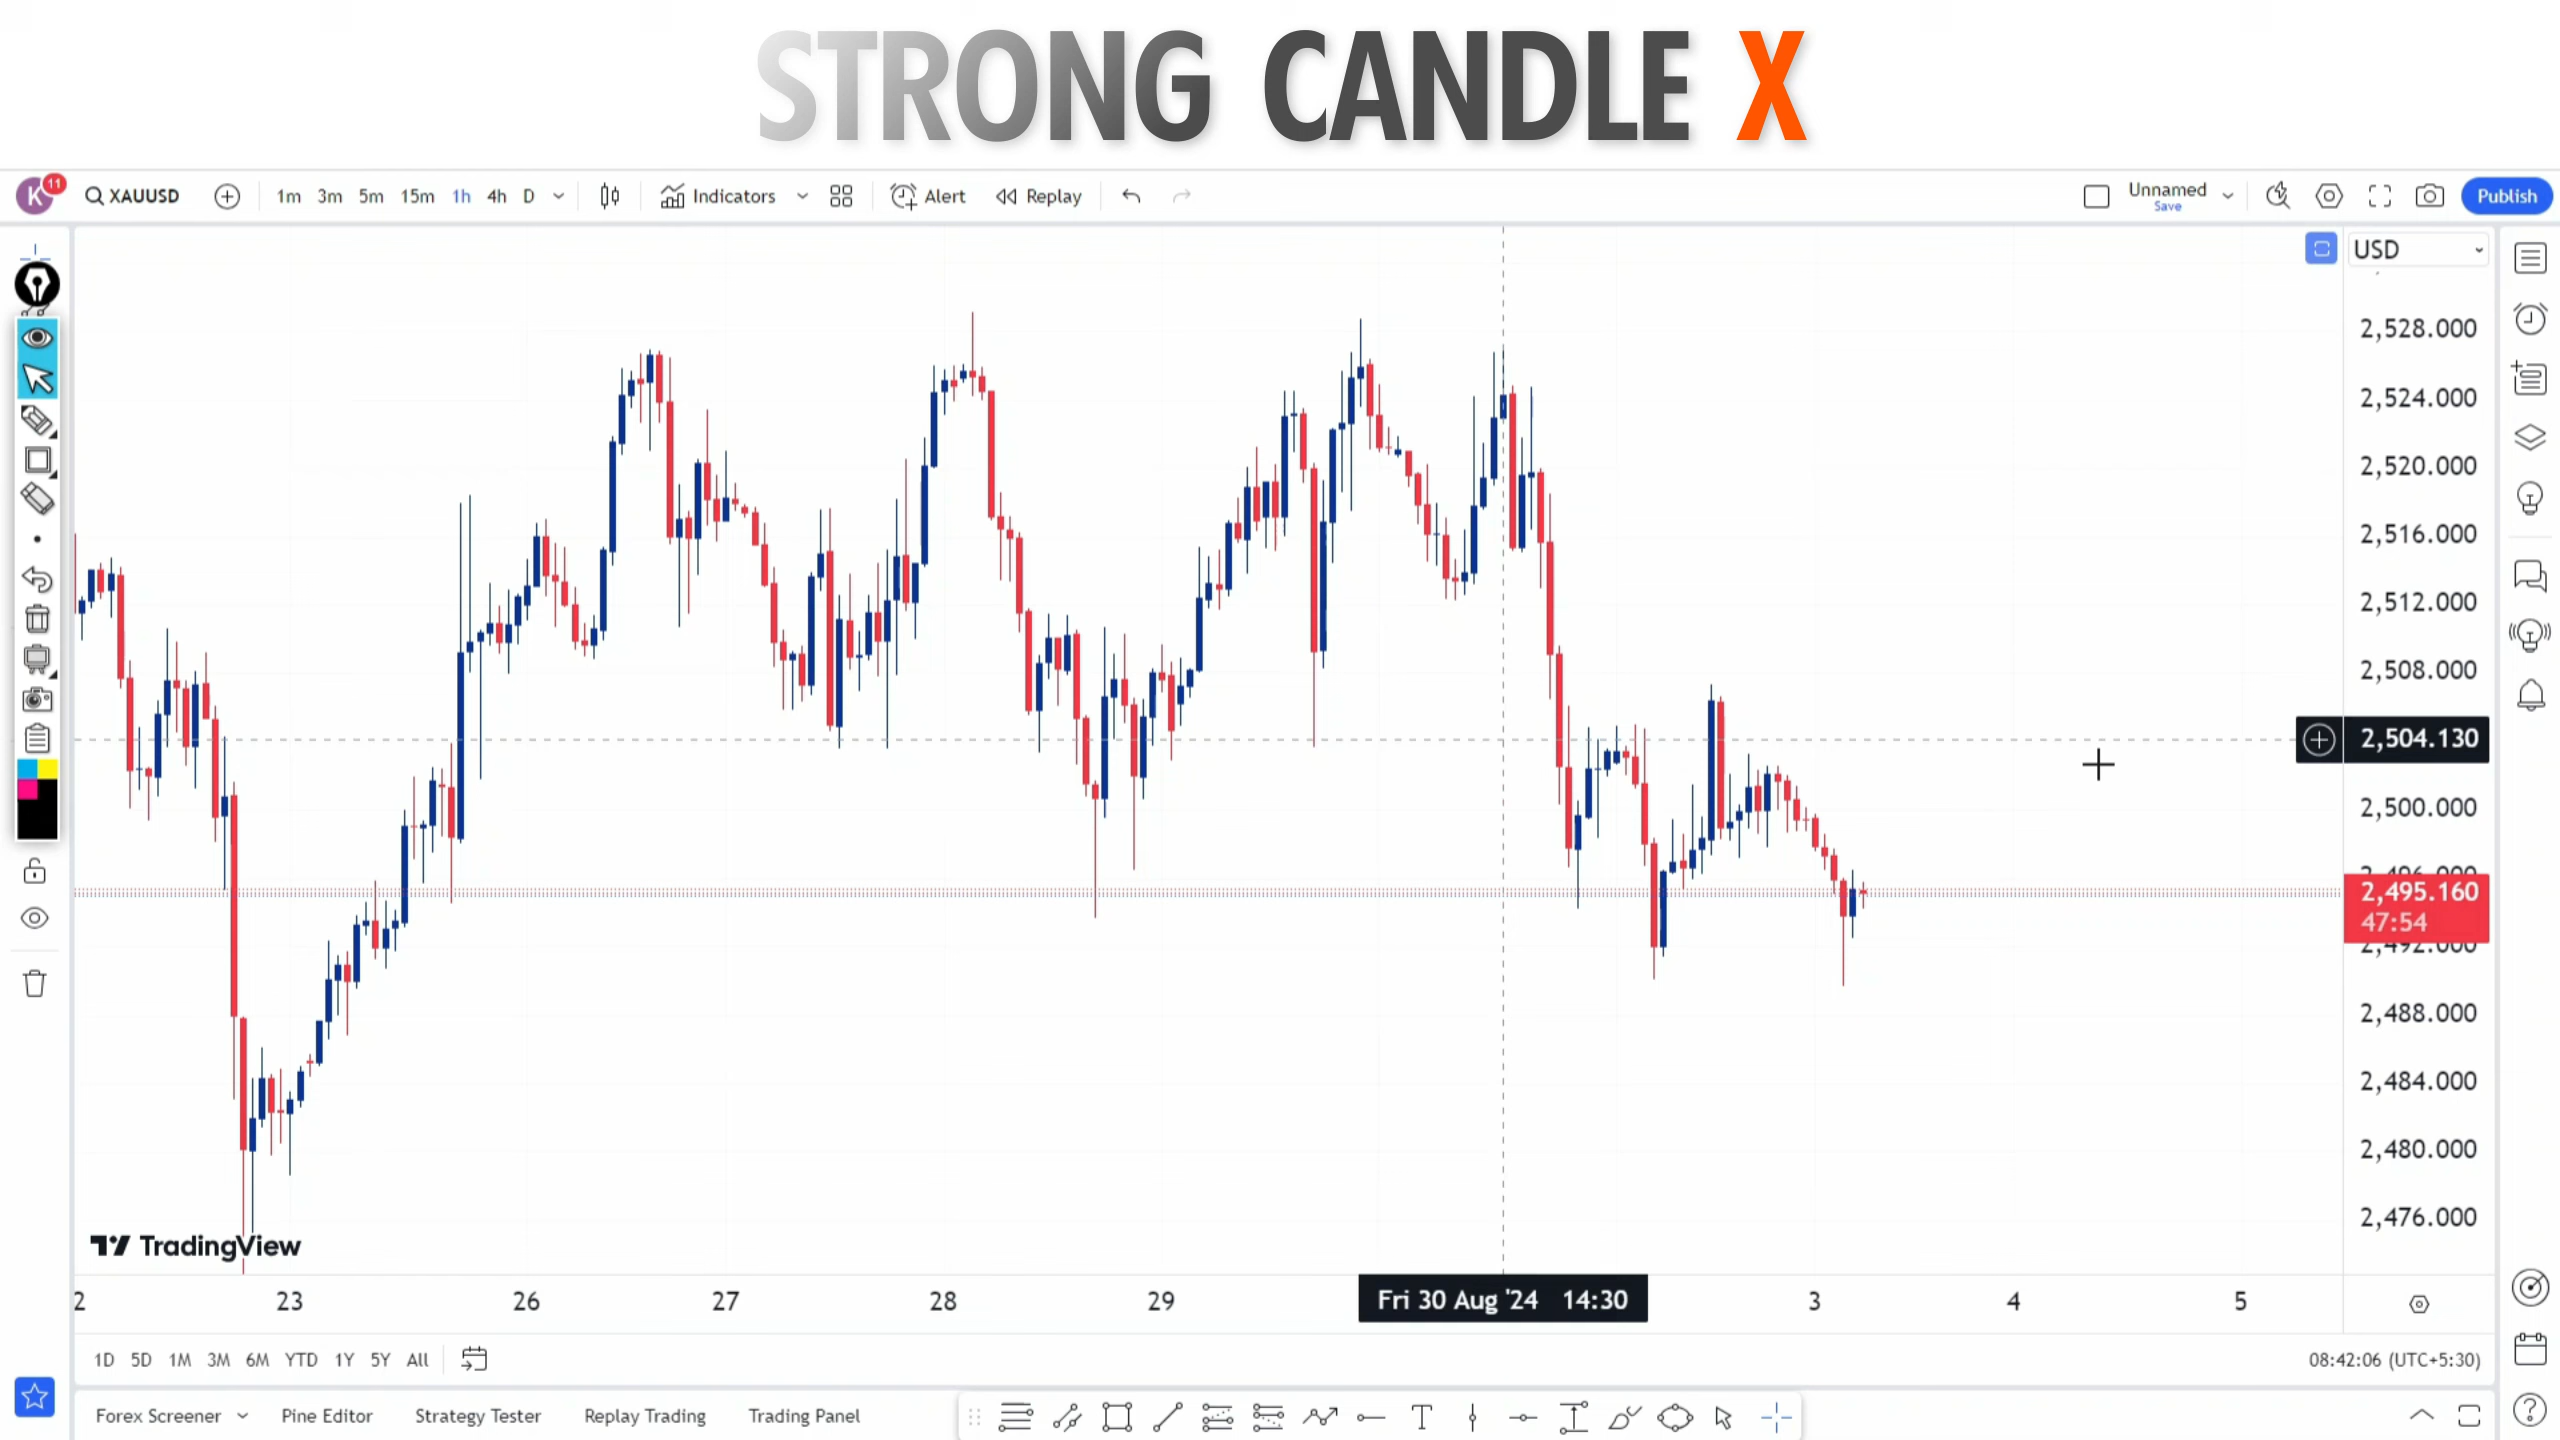 STRONG CANDLE X
K 11 XAUUSD 1m 3m 5m 15m 1h 4h D Indicators Alert Replay Unnamed Save Publish
USD
2,528.000
2,524.000
2,520.000
2,516.000
2,512.000
2,508.000
2,504.130
2,500.000
2,495.160
47:54
2,492.000
2,488.000
2,484.000
2,480.000
2,476.000
TradingView
2 23 26 27 28 29 Fri 30 Aug '24 14:30 3 4 5
1D 5D 1M 3M 6M YTD 1Y 5Y All 08:42:06 (UTC+5:30)
Forex Screener Pine Editor Strategy Tester Replay Trading Trading Panel